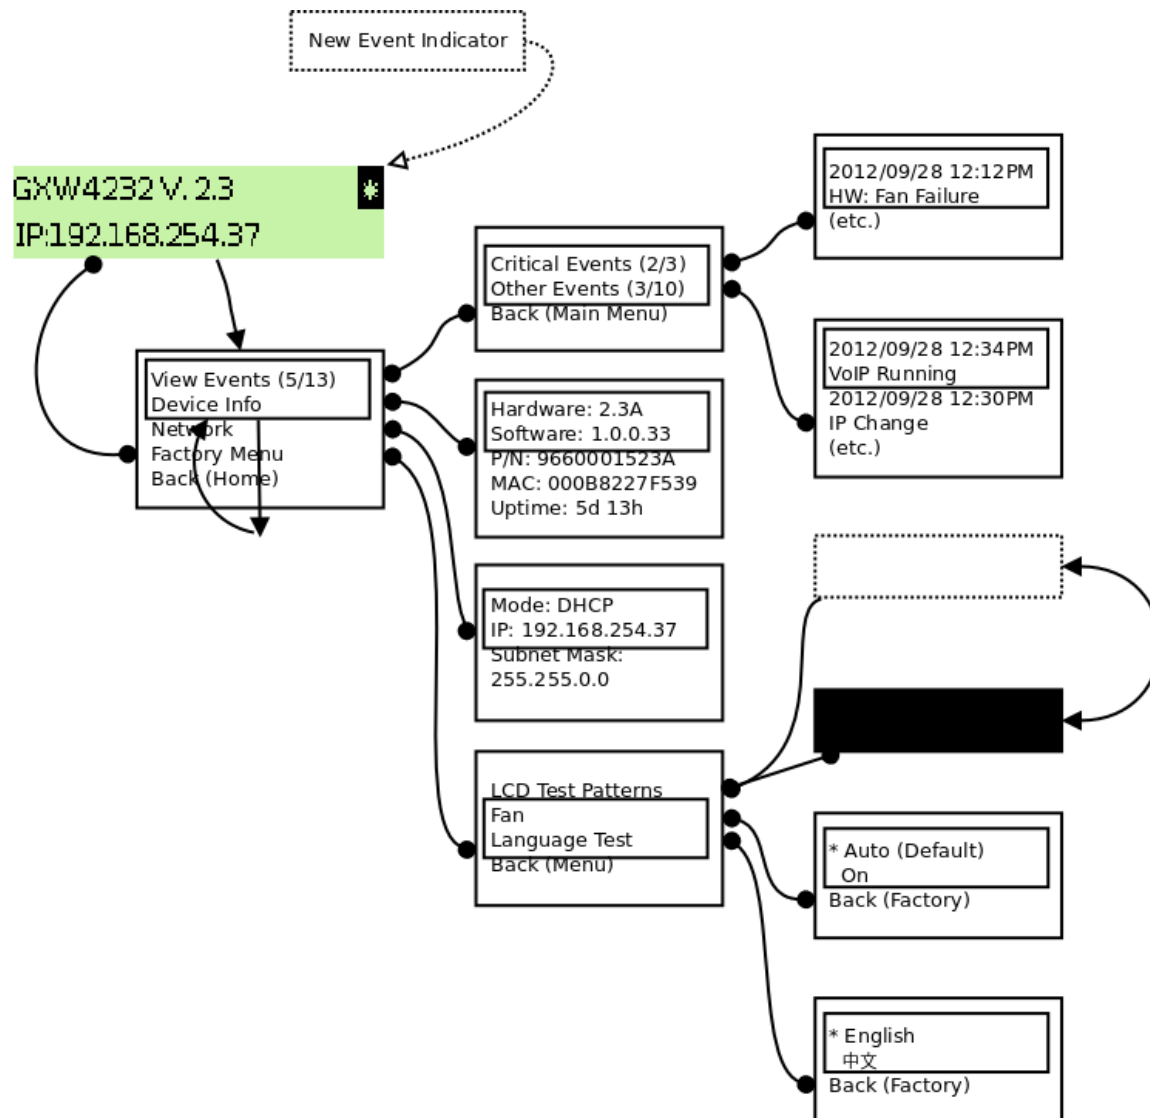 New Event Indicator
GXW4232 V. 2.3 *
IP:192.168.254.37
View Events (5/13)
Device Info
Network
Factory Menu
Back (Home)
Critical Events (2/3)
Other Events (3/10)
Back (Main Menu)
Hardware: 2.3A
Software: 1.0.0.33
P/N: 9660001523A
MAC: 000B8227F539
Uptime: 5d 13h
Mode: DHCP
IP: 192.168.254.37
Subnet Mask:
255.255.0.0
LCD Test Patterns
Fan
Language Test
Back (Menu)
2012/09/28 12:12PM
HW: Fan Failure
(etc.)
2012/09/28 12:34PM
VoIP Running
2012/09/28 12:30PM
IP Change
(etc.)
* Auto (Default)
On
Back (Factory)
* English
中文
Back (Factory)